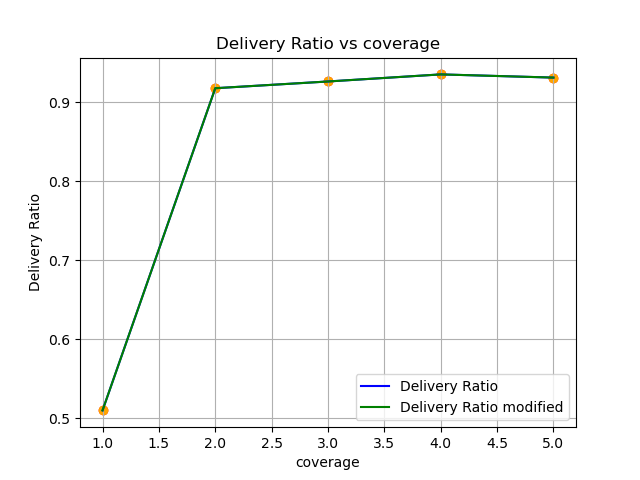 Delivery Ratio vs coverage
Delivery Ratio
0.9
0.8
0.7
0.6
0.5
Delivery Ratio
Delivery Ratio modified
1.0 1.5 2.0 2.5 3.0 3.5 4.0 4.5 5.0
coverage